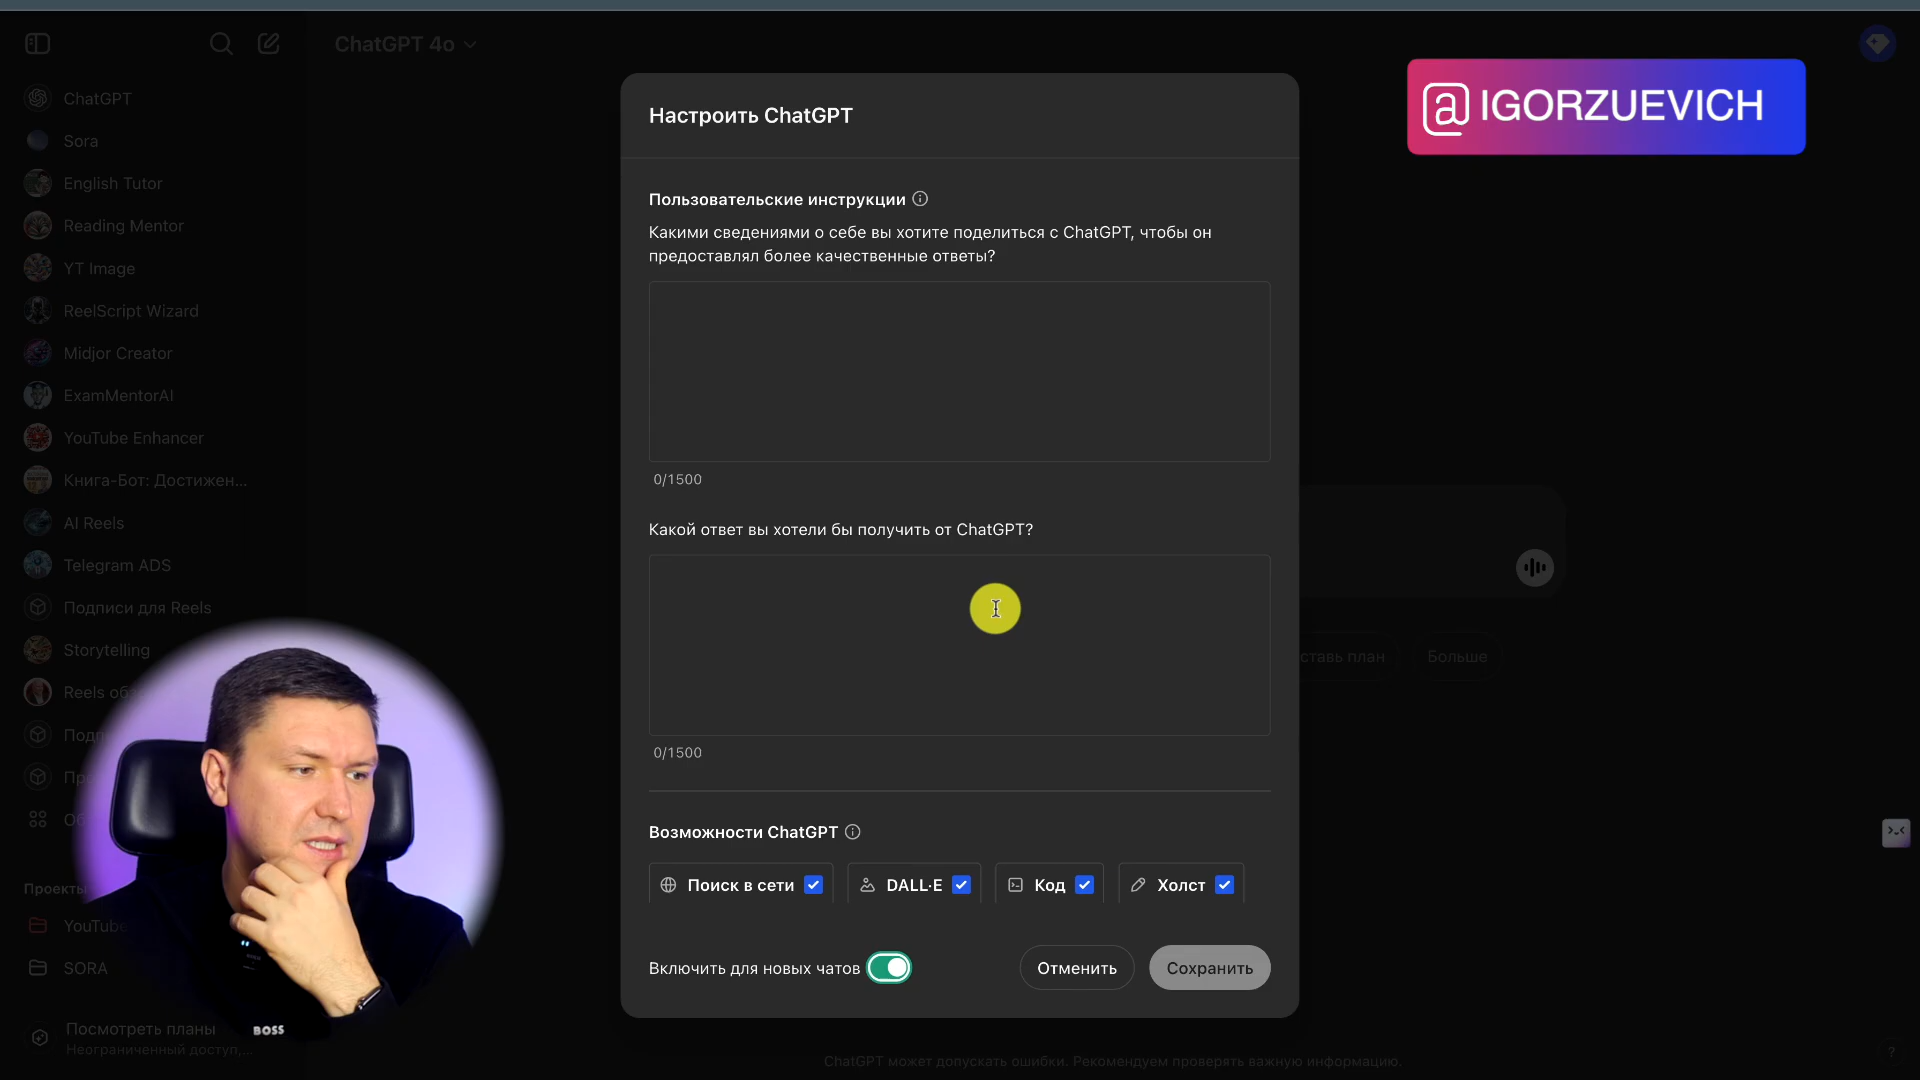 ChatGPT 4o
ChatGPT
Sora
English Tutor
Reading Mentor
YT Image
ReelScript Wizard
Midjor Creator
ExamMentorAI
YouTube Enhancer
Книга-Бот: Достижен...
AI Reels
Telegram ADS
Подписи для Reels
Storytelling
Reels
Проекты
YouTube
SORA
Посмотреть планы
Неограниченный доступ,...
BOSS
Настроить ChatGPT
Пользовательские инструкции
Какими сведениями о себе вы хотите поделиться с ChatGPT, чтобы он
предоставлял более качественные ответы?
0/1500
Какой ответ вы хотели бы получить от ChatGPT?
0/1500
Возможности ChatGPT
Поиск в сети DALL·E Код Холст
Включить для новых чатов Отменить Сохранить
@IGORZUEVICH
ставь план Больше
ChatGPT может допускать ошибки. Рекомендуем проверять важную информацию.
?